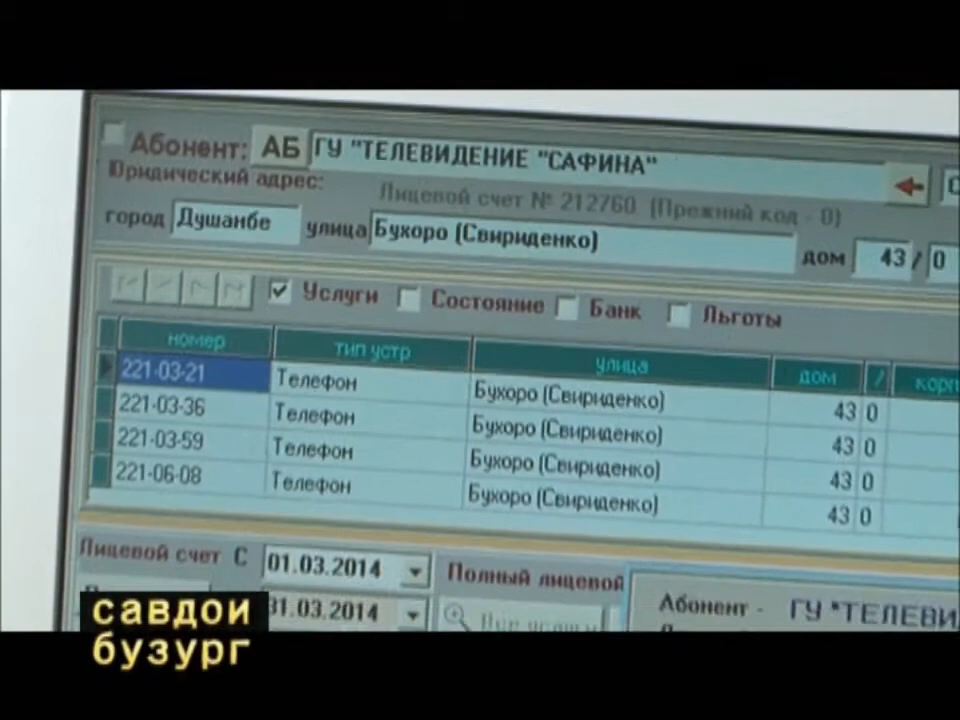 Абонент: АБ ГУ "ТЕЛЕВИДЕНИЕ "САФИНА"
Юридический адрес: Лицевой счет № 212760 (Прежний код - 0)
город Душанбе улица Бухоро (Свириденко) дом 43 / 0
Услуги Состояние Банк Льготы
номер тип устр улица дом / корп
221-03-21 Телефон Бухоро (Свириденко) 43 0
221-03-36 Телефон Бухоро (Свириденко) 43 0
221-03-59 Телефон Бухоро (Свириденко) 43 0
221-06-08 Телефон Бухоро (Свириденко) 43 0
Лицевой счет С 01.03.2014 Полный лицевой
31.03.2014 Абонент - ГУ "ТЕЛЕВИ
савдои
бузург